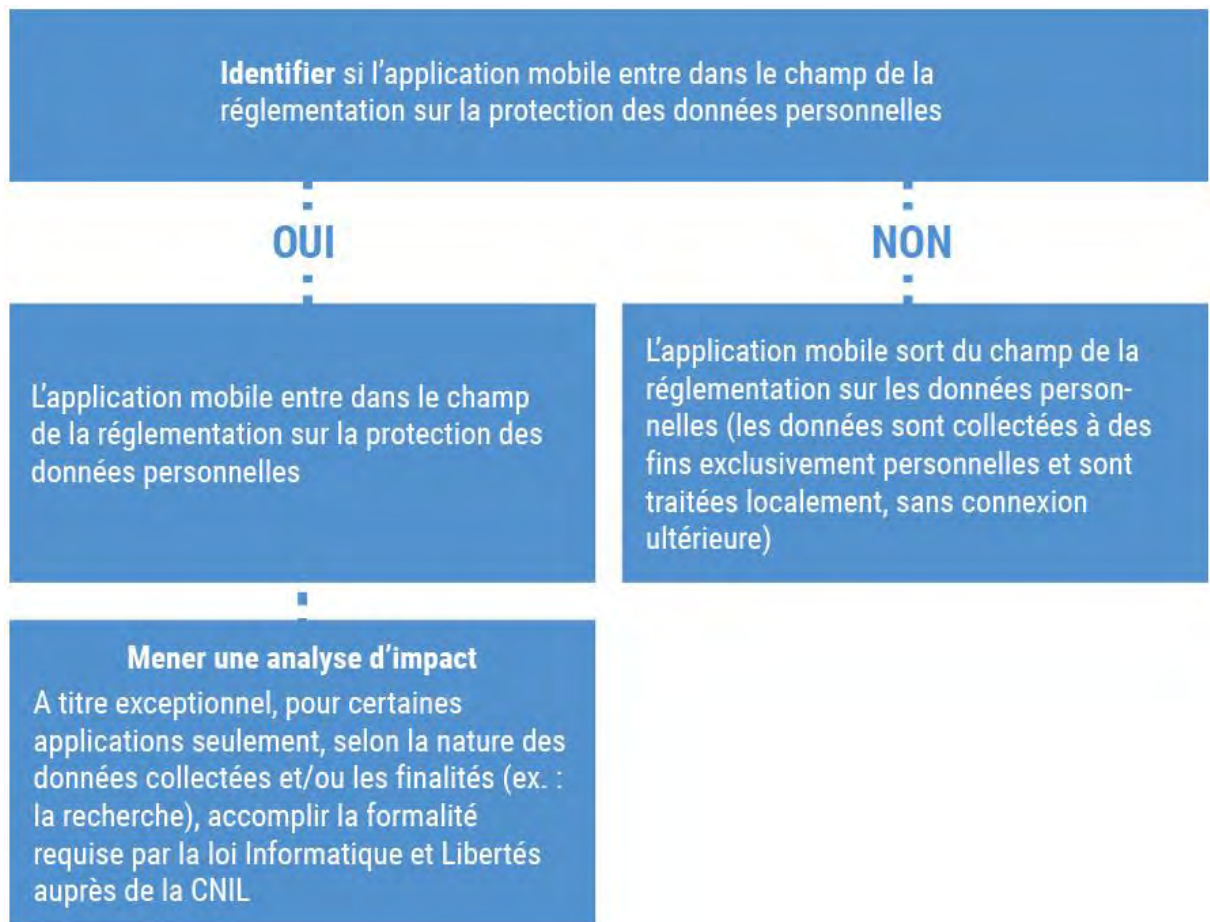 Identifier si l’application mobile entre dans le champ de la
réglementation sur la protection des données personnelles
OUI
NON
L’application mobile entre dans le champ
de la réglementation sur la protection des
données personnelles
L’application mobile sort du champ de la
réglementation sur les données person-
nelles (les données sont collectées à des
fins exclusivement personnelles et sont
traitées localement, sans connexion
ultérieure)
Mener une analyse d’impact
A titre exceptionnel, pour certaines
applications seulement, selon la nature des
données collectées et/ou les finalités (ex. :
la recherche), accomplir la formalité
requise par la loi Informatique et Libertés
auprès de la CNIL